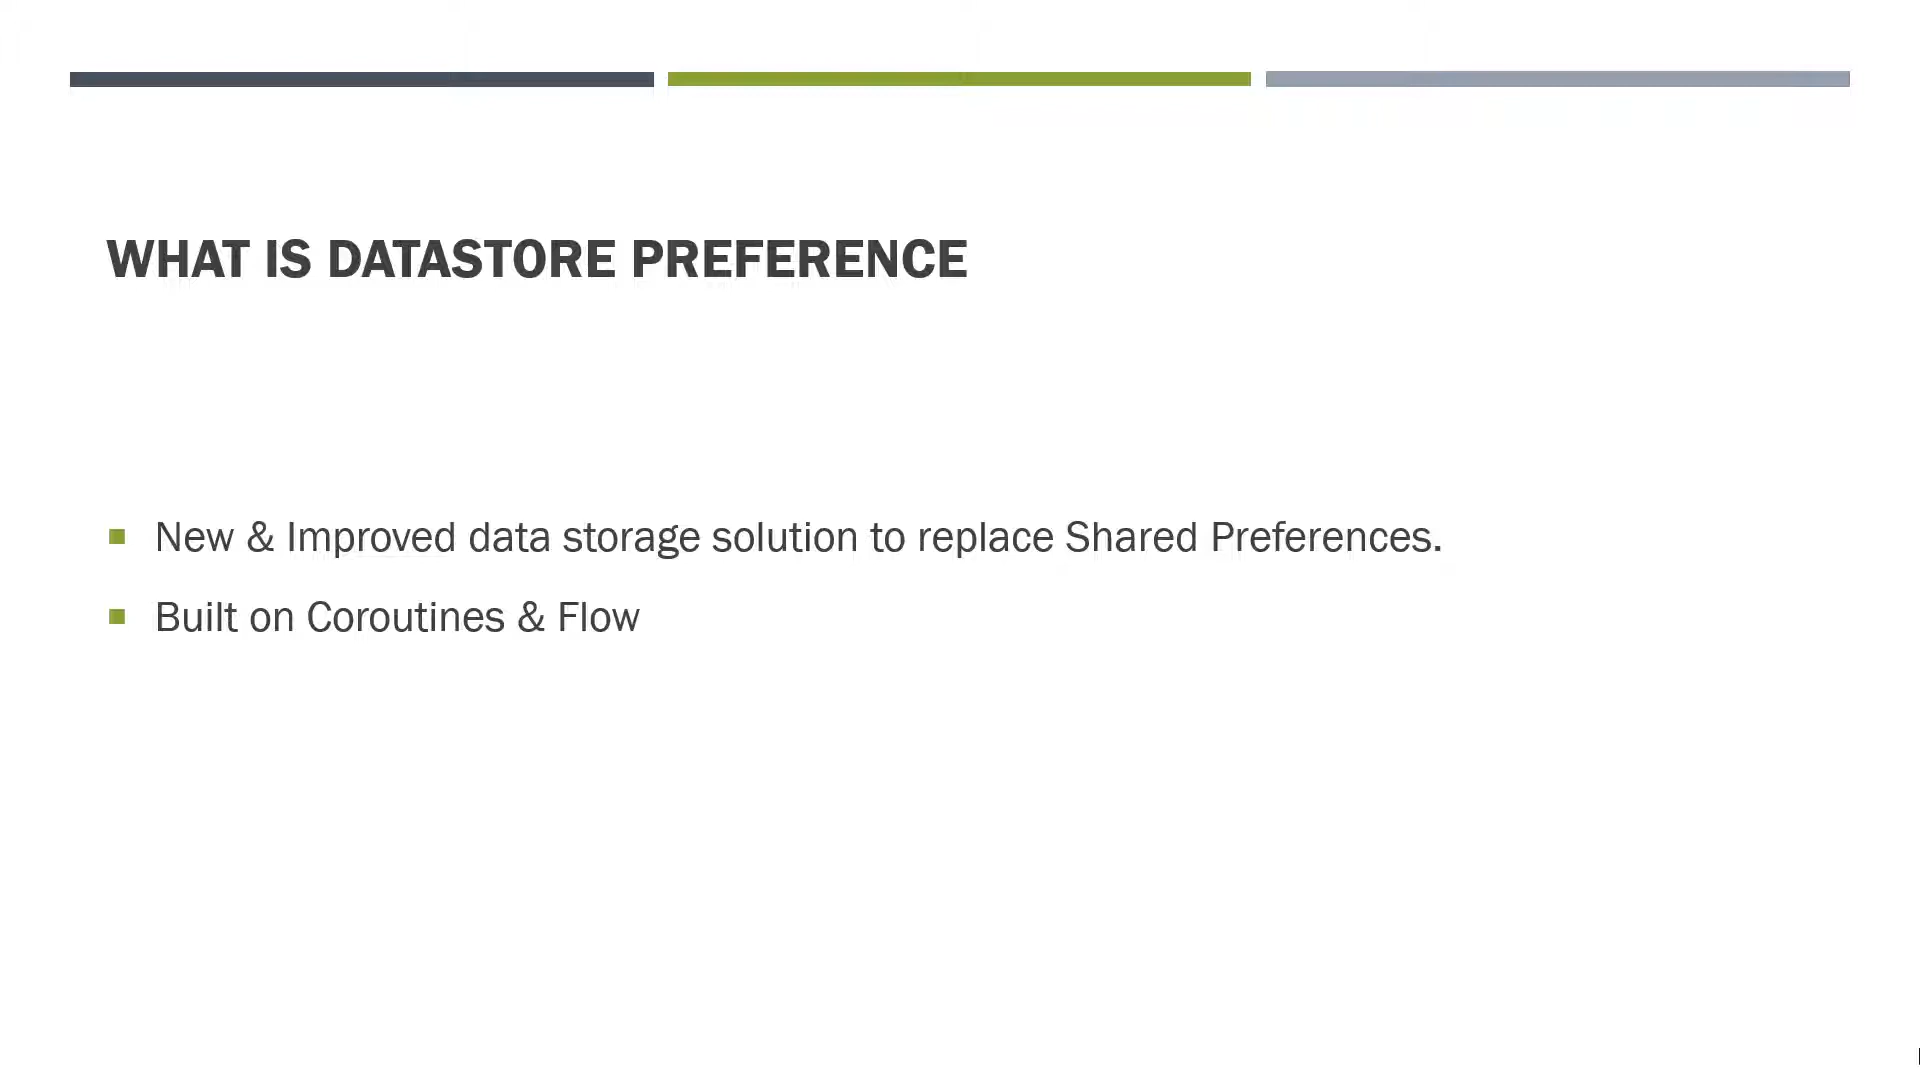 WHAT IS DATASTORE PREFERENCE
New & Improved data storage solution to replace Shared Preferences.
Built on Coroutines & Flow